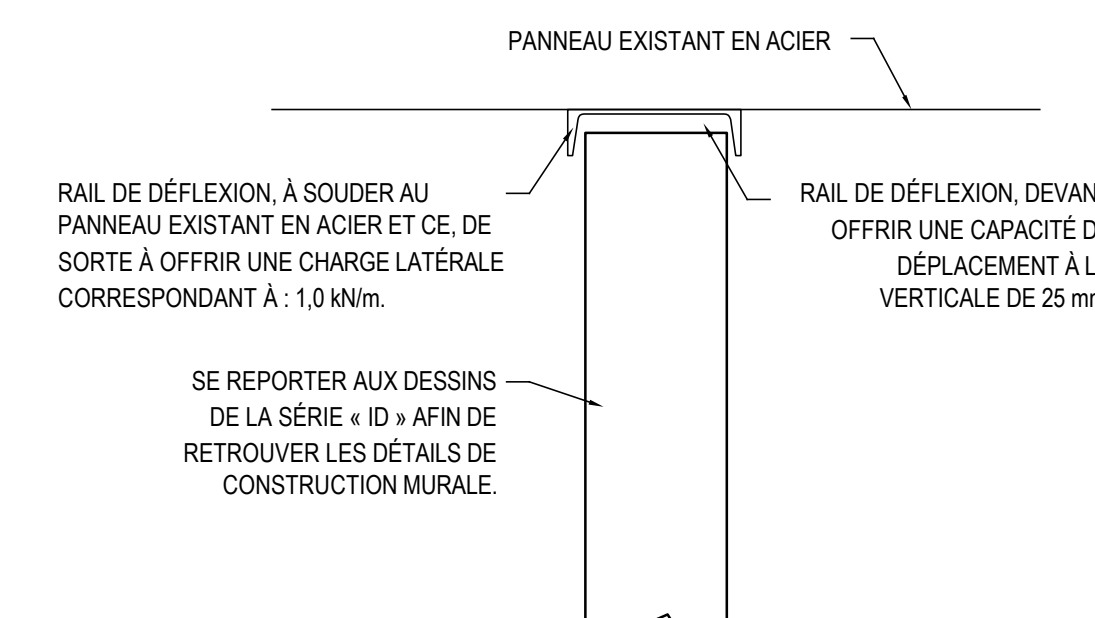 PANNEAU EXISTANT EN ACIER
RAIL DE DÉFLEXION, À SOUDER AU
PANNEAU EXISTANT EN ACIER ET CE, DE
SORTE À OFFRIR UNE CHARGE LATÉRALE
CORRESPONDANT À : 1,0 kN/m.
RAIL DE DÉFLEXION, DEVAN
OFFRIR UNE CAPACITÉ D
DÉPLACEMENT À L
VERTICALE DE 25 mm
SE REPORTER AUX DESSINS
DE LA SÉRIE « ID » AFIN DE
RETROUVER LES DÉTAILS DE
CONSTRUCTION MURALE.